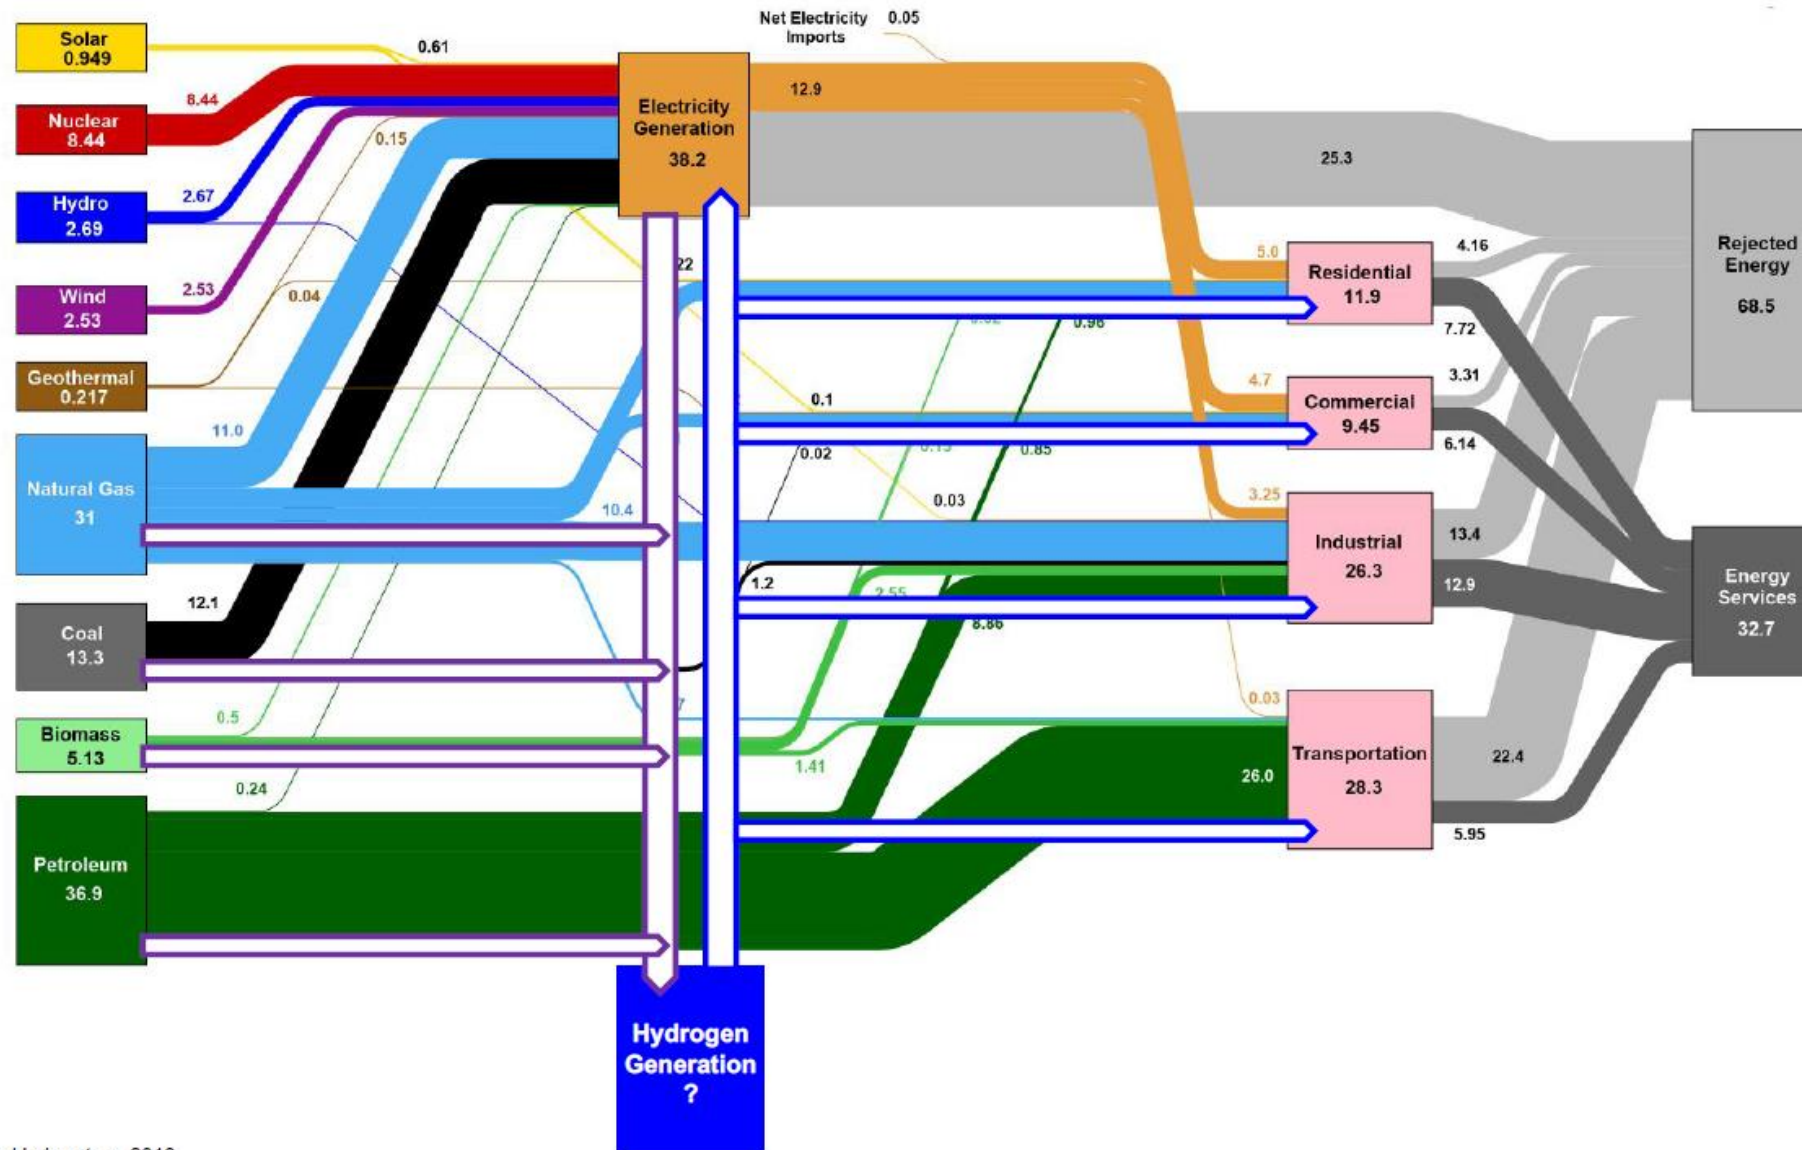 Net Electricity 0.05
Imports
Solar
0.949
0.61
Nuclear
8.44
8.44
Hydro
2.69
2.67
Wind
2.53
2.53
Geothermal
0.217
0.15
0.04
Natural Gas
31
11.0
10.4
Coal
13.3
12.1
Biomass
5.13
0.5
Petroleum
36.9
0.24
Electricity
Generation
38.2
12.9
25.3
22
0.96
0.1
0.02
0.85
0.03
1.2
2.55
8.86
7
1.41
26.0
Hydrogen
Generation
?
5.0
Residential
11.9
4.16
7.72
4.7
Commercial
9.45
3.31
6.14
3.25
Industrial
26.3
13.4
12.9
0.03
Transportation
28.3
22.4
5.95
Rejected
Energy
68.5
Energy
Services
32.7